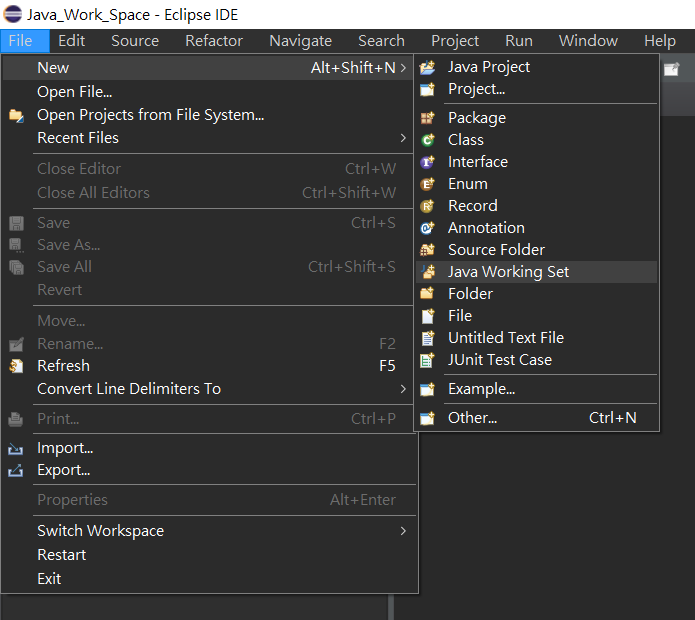 Java_Work_Space - Eclipse IDE
File Edit Source Refactor Navigate Search Project Run Window Help
New Alt+Shift+N
Open File...
Open Projects from File System...
Recent Files
Close Editor Ctrl+W
Close All Editors Ctrl+Shift+W
Save Ctrl+S
Save As...
Save All Ctrl+Shift+S
Revert
Move...
Rename... F2
Refresh F5
Convert Line Delimiters To
Print... Ctrl+P
Import...
Export...
Properties Alt+Enter
Switch Workspace
Restart
Exit
Java Project
Project...
Package
Class
Interface
Enum
Record
Annotation
Source Folder
Java Working Set
Folder
File
Untitled Text File
JUnit Test Case
Example...
Other... Ctrl+N